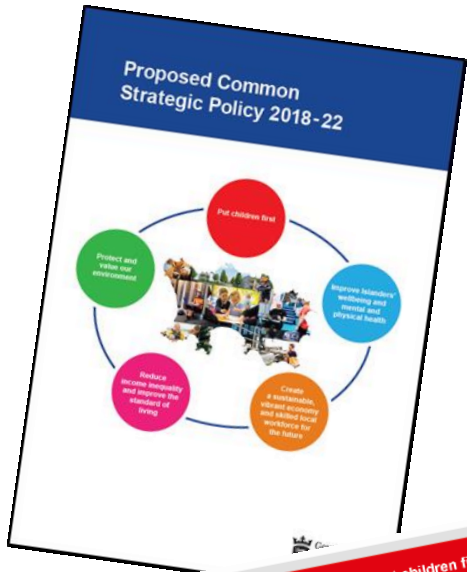 Proposed Common
Strategic Policy 2018-22
Put children first
Protect and
value our
environment
Improve Islanders'
wellbeing and
mental and
physical health
Reduce
income inequality
and improve the
standard of
living
Create
a sustainable,
vibrant economy
and skilled local
workforce for
the future
children fi